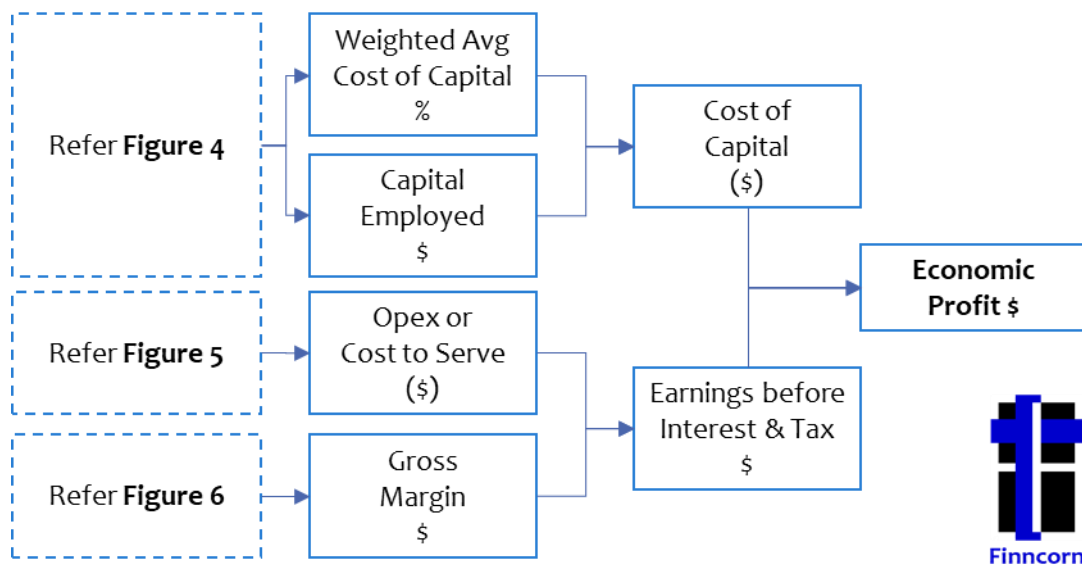 Refer Figure 4
Weighted Avg
Cost of Capital
%
Capital
Employed
$
Cost of
Capital
($)
Refer Figure 5
Opex or
Cost to Serve
($)
Economic
Profit $
Refer Figure 6
Gross
Margin
$
Earnings before
Interest & Tax
$
Finncorn